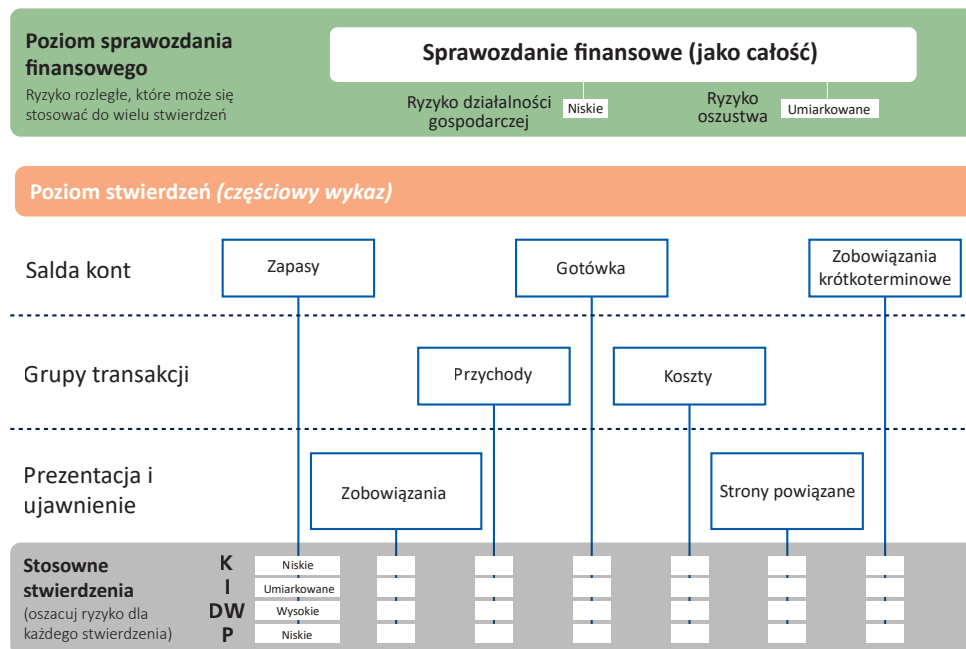 Poziom sprawozdania
finansowego
Ryzyko rozległe, które może się
stosować do wielu stwierdzeń
Sprawozdanie finansowe (jako całość)
Ryzyko działalności
gospodarczej
Niskie
Ryzyko
oszustwa
Umiarkowane
Poziom stwierdzeń (częściowy wykaz)
Salda kont
Zapasy
Gotówka
Zobowiązania
krótkoterminowe
Grupy transakcji
Przychody
Koszty
Prezentacja i
ujawnienie
Zobowiązania
Strony powiązane
Stosowne
stwierdzenia
(oszacuj ryzyko dla
każdego stwierdzenia)
K
Niskie
I
Umiarkowane
DW
Wysokie
P
Niskie